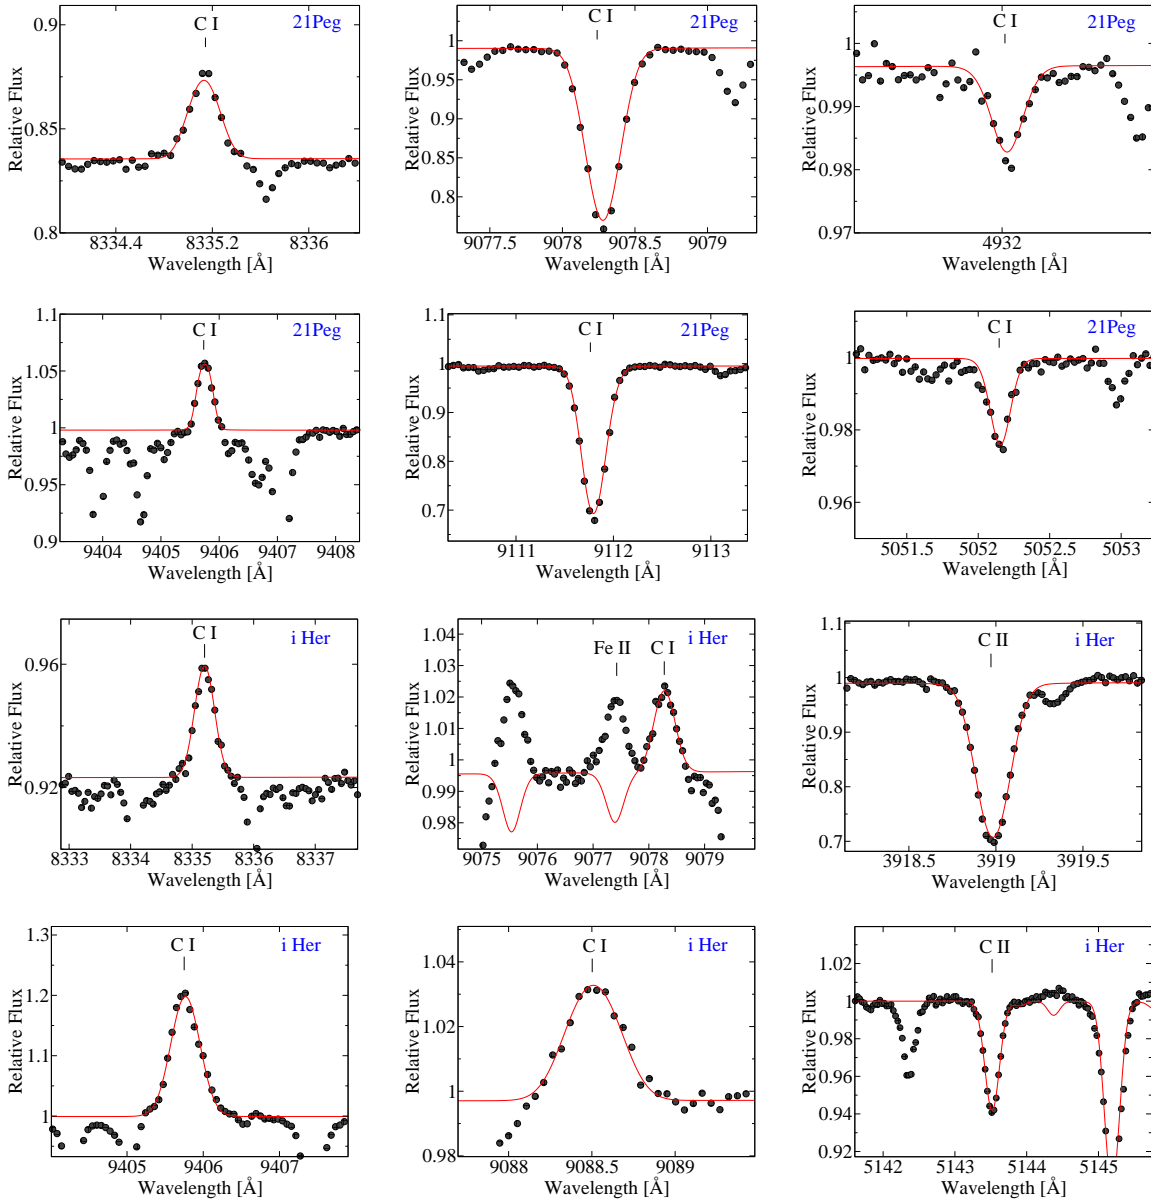 0.9
C I
21Peg
0.85
0.8
Relative Flux
8334.4
8335.2
8336
Wavelength [Å]
1
C I
21Peg
0.95
0.9
0.85
0.8
Relative Flux
9077.5
9078
9078.5
9079
Wavelength [Å]
1
C I
21Peg
0.99
0.98
0.97
Relative Flux
4932
Wavelength [Å]
1.1
C I
21Peg
1.05
1
0.95
0.9
Relative Flux
9404
9405
9406
9407
9408
Wavelength [Å]
1.1
C I
21Peg
1
0.9
0.8
0.7
Relative Flux
9111
9112
9113
Wavelength [Å]
C I
21Peg
1
0.98
0.96
Relative Flux
5051.5
5052
5052.5
5053
Wavelength [Å]
C I
i Her
0.96
0.92
Relative Flux
8333
8334
8335
8336
8337
Wavelength [Å]
1.04
Fe II
C I
i Her
1.03
1.02
1.01
1
0.99
0.98
Relative Flux
9075
9076
9077
9078
9079
Wavelength [Å]
1.1
C II
i Her
1
0.9
0.8
0.7
Relative Flux
3918.5
3919
3919.5
Wavelength [Å]
1.3
C I
i Her
1.2
1.1
1
Relative Flux
9405
9406
9407
Wavelength [Å]
C I
i Her
1.04
1.02
1
0.98
Relative Flux
9088
9088.5
9089
Wavelength [Å]
C II
i Her
1.02
1.00
0.98
0.96
0.94
0.92
Relative Flux
5142
5143
5144
5145
Wavelength [Å]